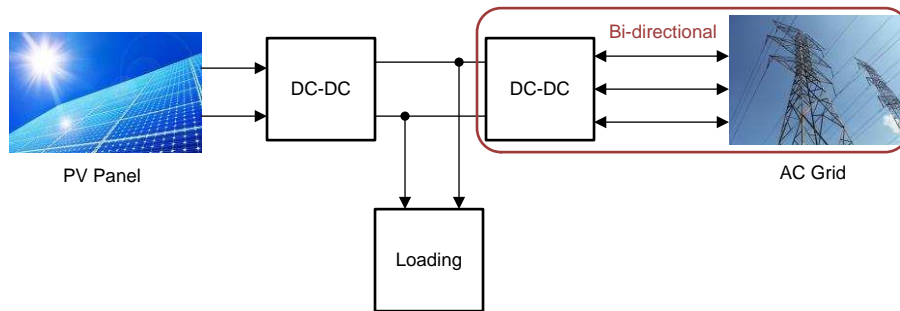 Bi-directional
DC-DC
DC-DC
PV Panel
AC Grid
Loading